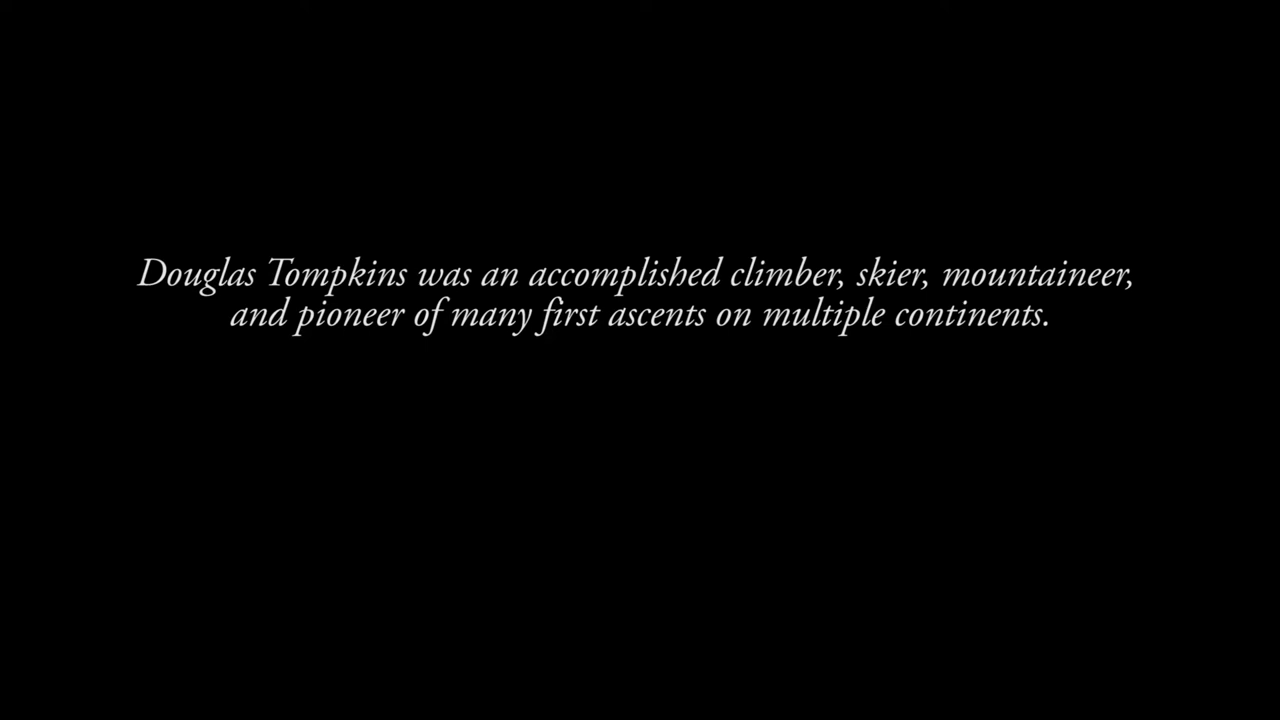 Douglas Tompkins was an accomplished climber, skier, mountaineer,
and pioneer of many first ascents on multiple continents.